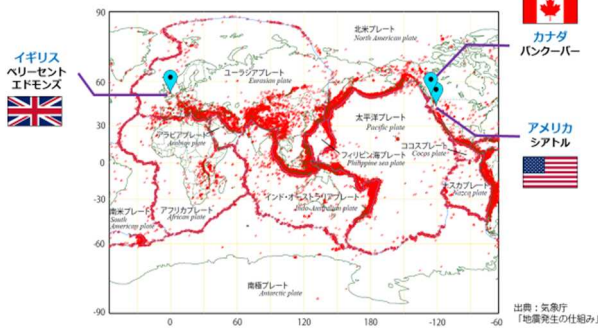 イギリス
ベリーセント
エドモンズ
カナダ
バンクーバー
アメリカ
シアトル
90
60
30
0
-30
-60
-90
0
60
120
180
-120
-60
北米プレート
North American plate
ユーラシアプレート
Eurasian plate
太平洋プレート
Pacific plate
アラビアプレート
Arabian plate
フィリピン海プレート
Philippine sea plate
ココスプレート
Cocos plate
インド・オーストラリアプレート
Indo-Australian plate
ナスカプレート
Nazca plate
南米プレート
South
American plate
アフリカプレート
African plate
南極プレート
Antarctic plate
出典：気象庁
「地震発生の仕組み」